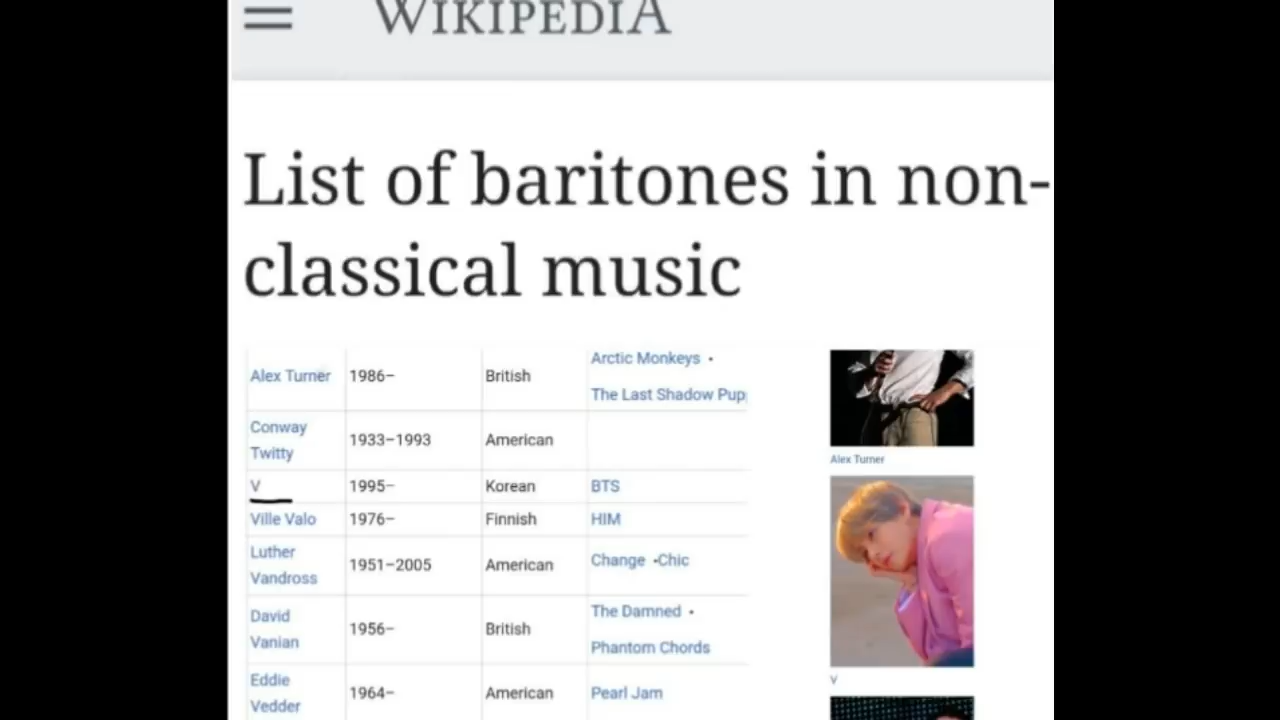 WIKIPEDIA
List of baritones in non-
classical music
Alex Turner 1986– British Arctic Monkeys •
The Last Shadow Pup
Conway
Twitty 1933–1993 American
V 1995– Korean BTS
Ville Valo 1976– Finnish HIM
Luther
Vandross 1951–2005 American Change •Chic
David
Vanian 1956– British The Damned •
Phantom Chords
Eddie
Vedder 1964– American Pearl Jam
Alex Turner
V